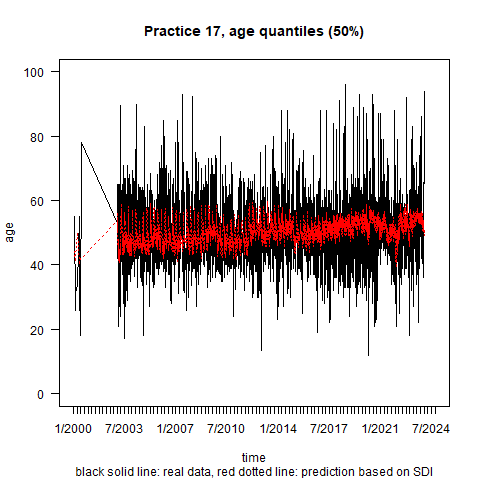 Practice 17, age quantiles (50%)
100
80
60
40
20
0
age
1/2000 7/2003 1/2007 7/2010 1/2014 7/2017 1/2021 7/2024
time
black solid line: real data, red dotted line: prediction based on SDI